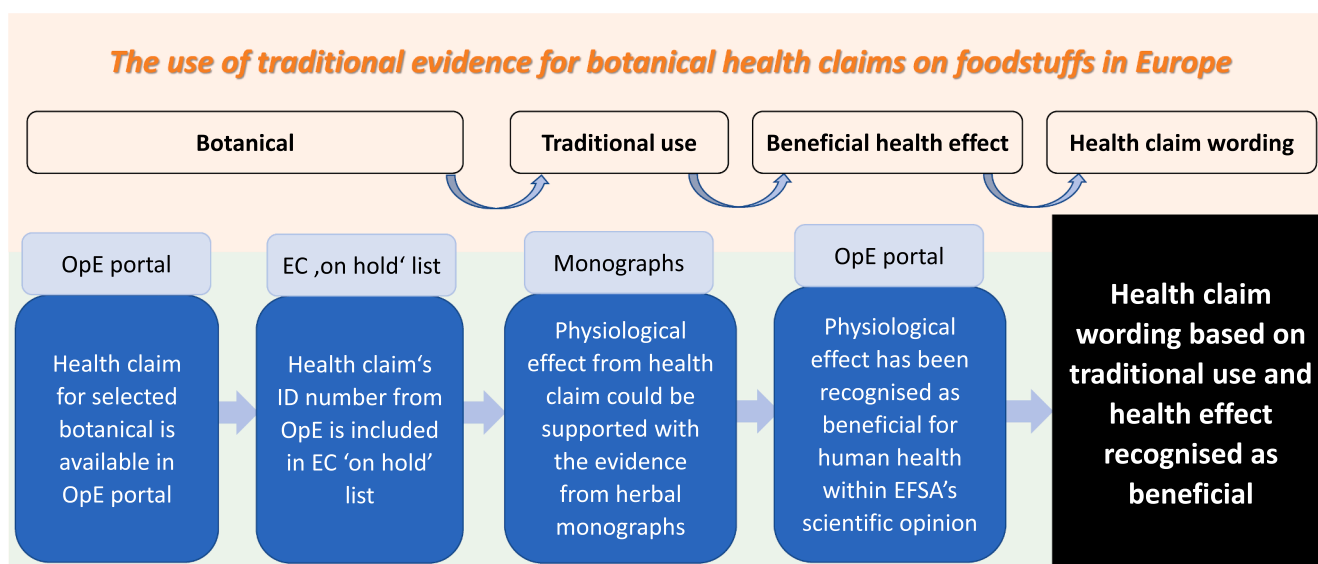 The use of traditional evidence for botanical health claims on foodstuffs in Europe
Botanical
Traditional use
Beneficial health effect
Health claim wording
OpE portal
Health claim
for selected
botanical is
available in
OpE portal
EC ‚on hold‘ list
Health claim‘s
ID number from
OpE is included
in EC ‘on hold’
list
Monographs
Physiological
effect from health
claim could be
supported with
the evidence
from herbal
monographs
OpE portal
Physiological
effect has been
recognised as
beneficial for
human health
within EFSA’s
scientific opinion
Health claim
wording based on
traditional use and
health effect
recognised as
beneficial